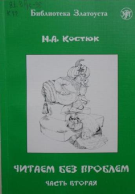 Библиотека Златоуста
Н.А. Костюк
ЧИТАЕМ БЕЗ ПРОБЛЕМ
ЧАСТЬ ВТОРАЯ